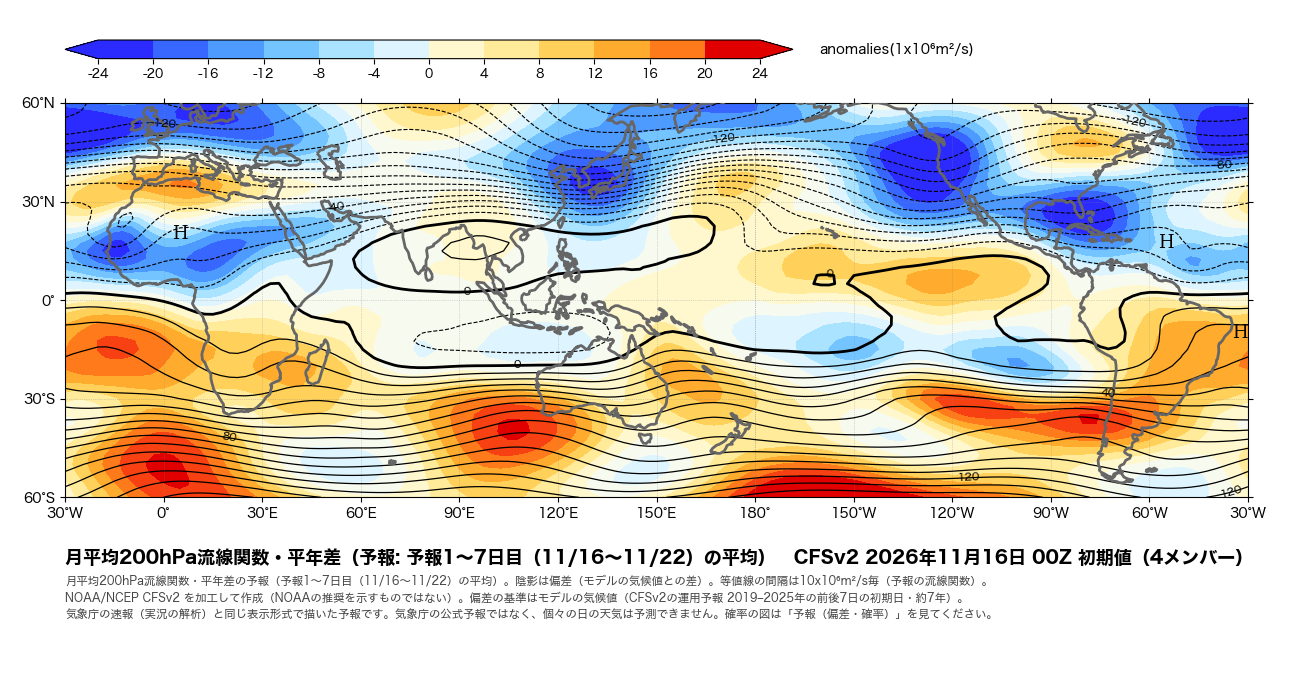 anomalies(1x10⁶m²/s)
-24 -20 -16 -12 -8 -4 0 4 8 12 16 20 24
60°N
120
120
120
80
30°N
40
H
H
0
0°
0
H
0
30°S
40
80
120
120
60°S
30°W 0° 30°E 60°E 90°E 120°E 150°E 180° 150°W 120°W 90°W 60°W 30°W
月平均200hPa流線関数・平年差（予報: 予報1～7日目（11/16～11/22）の平均） CFSv2 2026年11月16日 00Z 初期値（4メンバー）
月平均200hPa流線関数・平年差の予報（予報1～7日目（11/16～11/22）の平均）。陰影は偏差（モデルの気候値との差）。等値線の間隔は10x10⁶m²/s毎（予報の流線関数）。
NOAA/NCEP CFSv2 を加工して作成（NOAAの推奨を示すものではない）。偏差の基準はモデルの気候値（CFSv2の運用予報 2019–2025年の前後7日の初期日・約7年）。
気象庁の速報（実況の解析）と同じ表示形式で描いた予報です。気象庁の公式予報ではなく、個々の日の天気は予測できません。確率の図は「予報（偏差・確率）」を見てください。